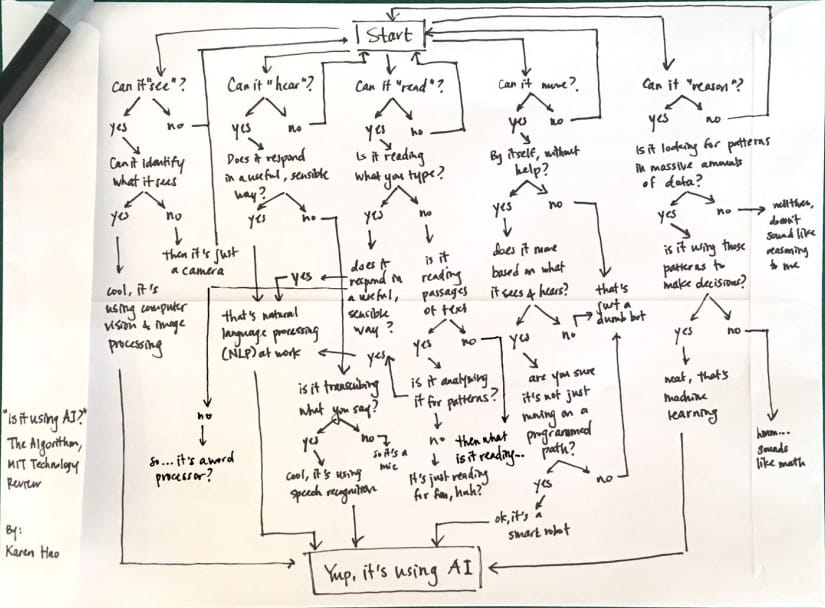 Start
Can it "see"?
yes
no
Can it identify
what it sees
yes
no
then it's just
a camera
cool, it's
using computer
vision & image
processing
Can it "hear"?
yes
no
Does it respond
in a useful, sensible
way?
yes
no
that's natural
language processing
(NLP) at work
is it transcribing
what you say?
yes
no
so it's a
mic
cool, it's using
speech recognition
Can it "read"?
yes
no
Is it reading
what you type?
yes
no
does it
respond in
a useful,
sensible
way?
yes
no
so... it's a word
processor?
is it
reading
passages
of text
yes
no
is it analyzing
it for patterns?
yes
no
It's just reading
for fun, huh?
then what
is it reading...
Can it move?
yes
no
By itself, without
help?
yes
no
that's
just a
dumb bot
does it move
based on what
it sees & hears?
yes
no
are you sure
it's not just
running on a
programmed
path?
yes
no
ok, it's a
smart robot
Can it "reason"?
yes
no
Is it looking for patterns
in massive amounts
of data?
yes
no
well then,
doesn't
sound like
reasoning
to me
is it using those
patterns to
make decisions?
yes
no
neat, that's
machine
learning
hmm...
sounds
like math
Yup, it's using AI
"Is it using AI?"
The Algorithm,
MIT Technology
Review
By:
Karen Hao